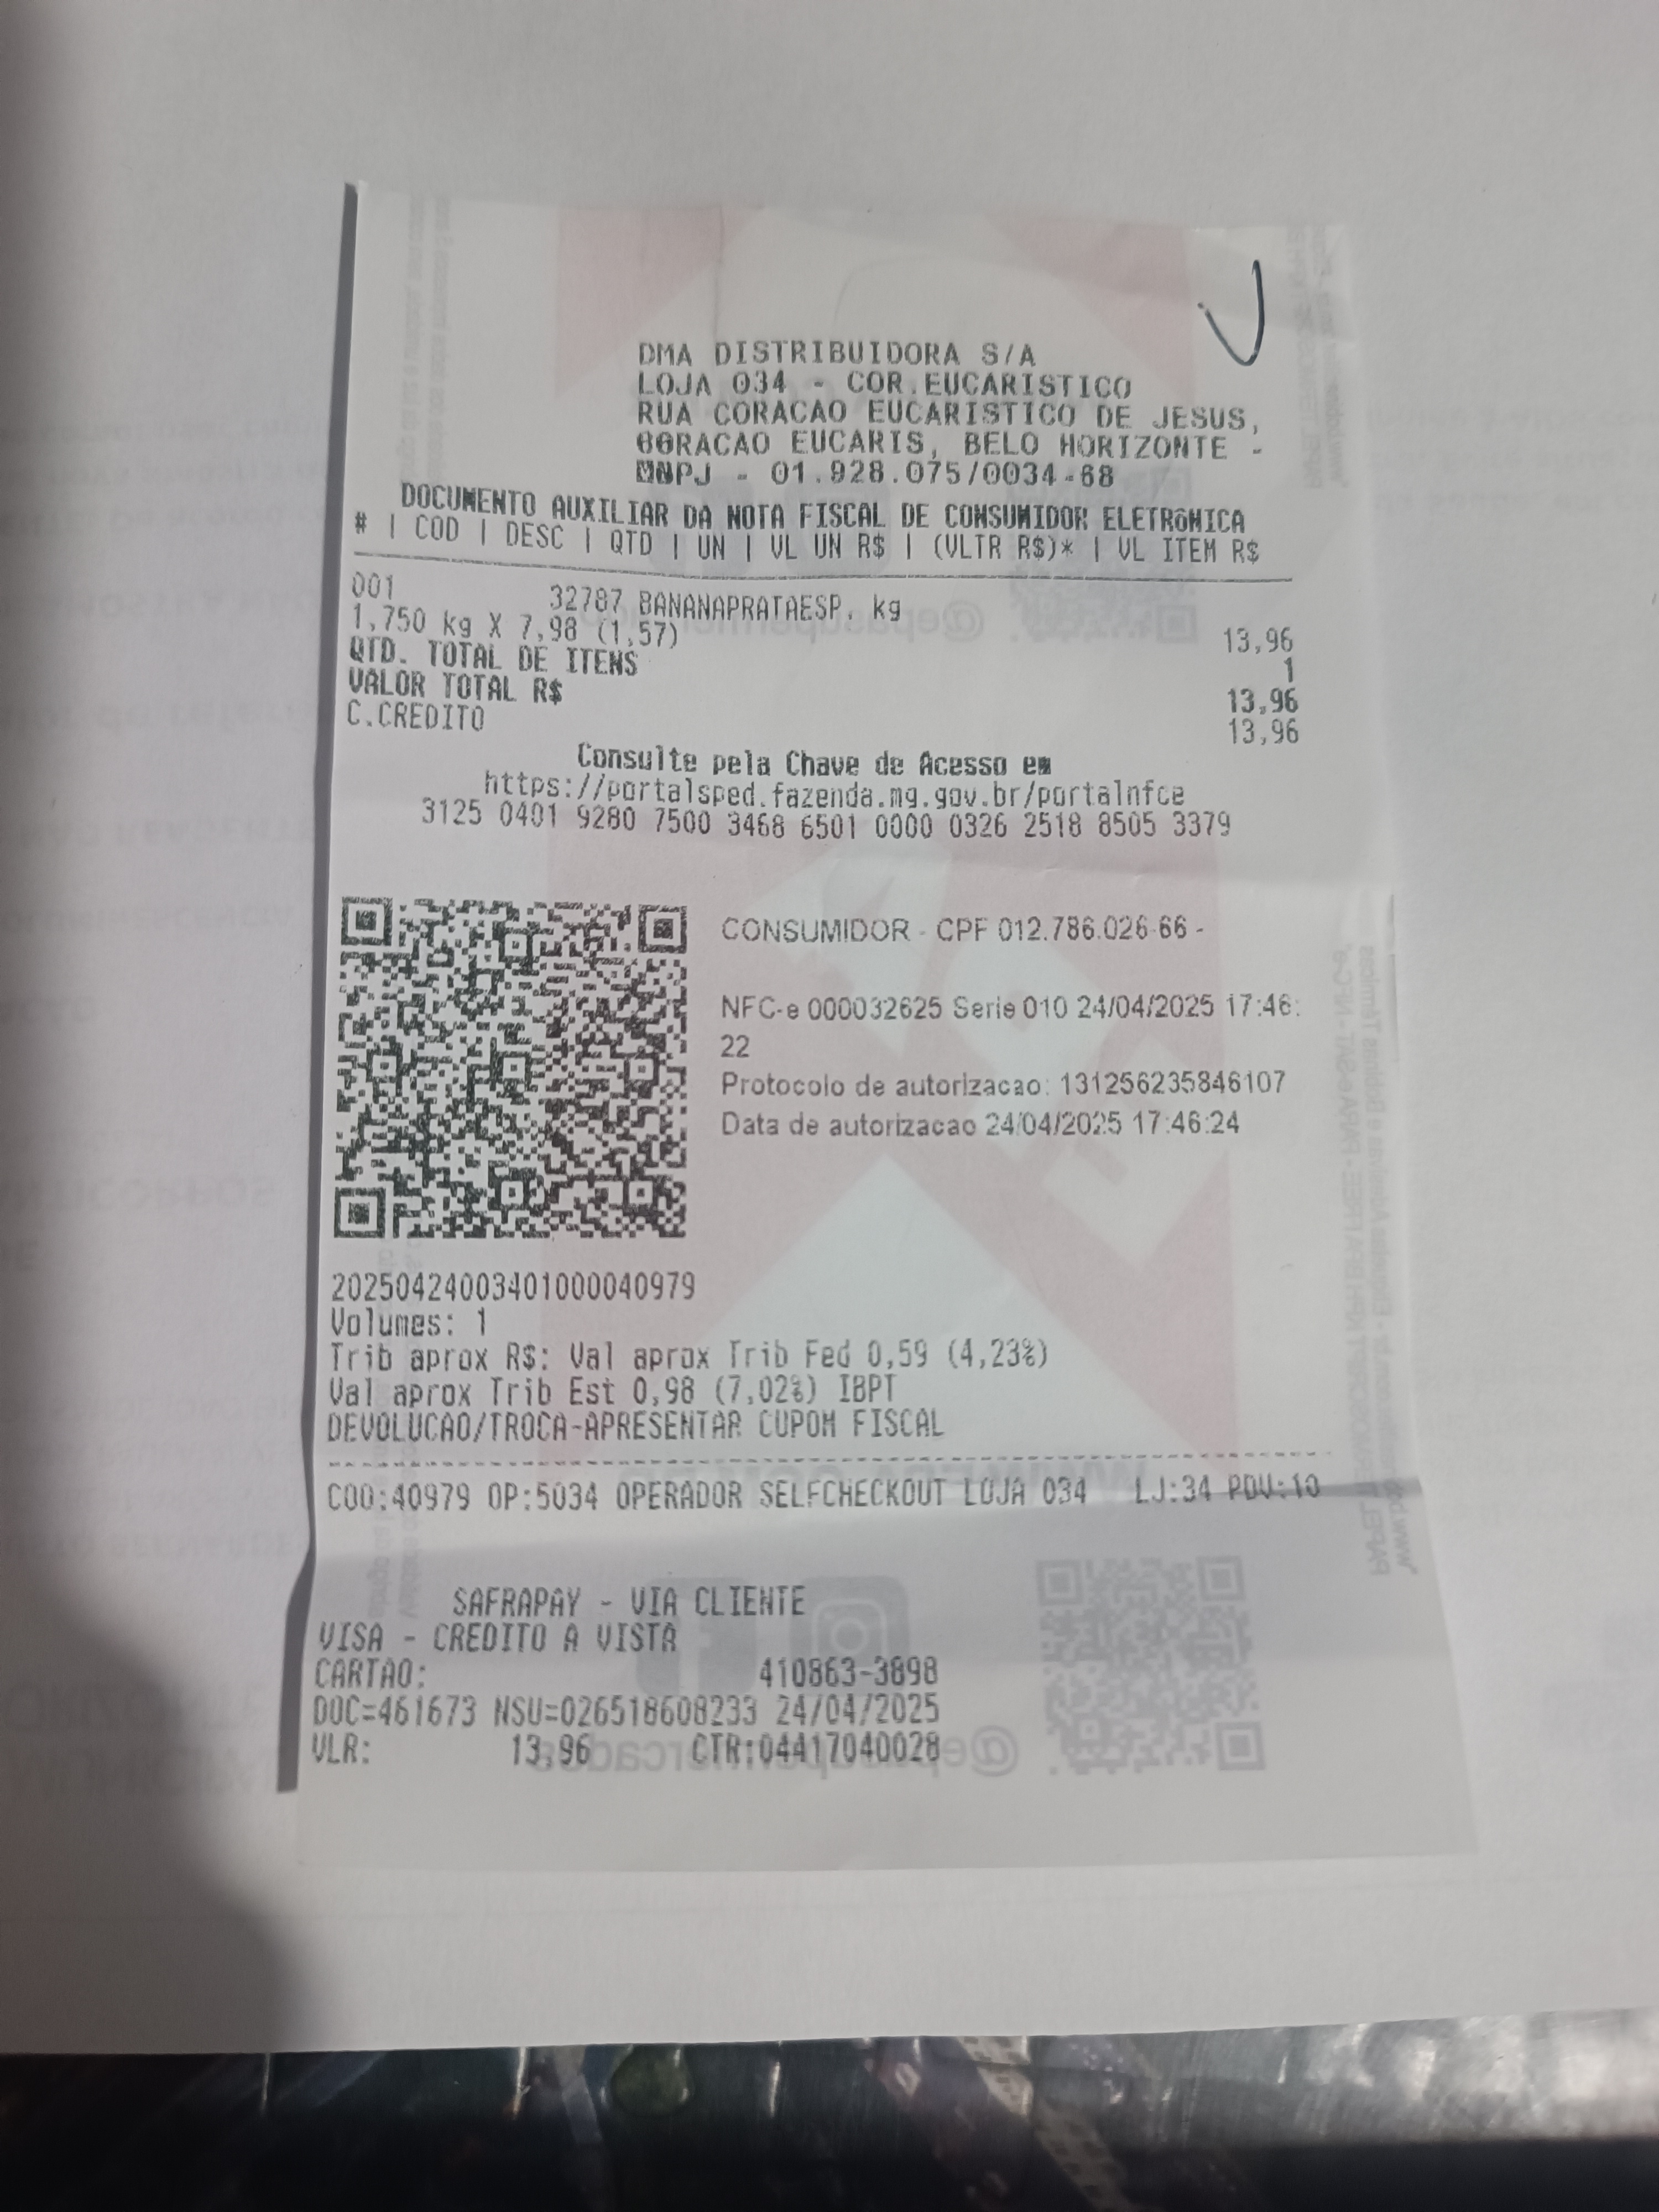 DMA DISTRIBUIDORA S/A
LOJA 034 - COR.EUCARISTICO
RUA CORACAO EUCARISTICO DE JESUS,
CORACAO EUCARIS, BELO HORIZONTE -
CNPJ - 01.928.075/0034-68
DOCUMENTO AUXILIAR DA NOTA FISCAL DE CONSUMIDOR ELETRôNICA
# | COD | DESC | QTD | UN | VL UN R$ | (VLTR R$)* | VL ITEM R$
001 32787 BANANAPRATAESP. kg
1,750 kg X 7,98 (1,57) 13,96
QTD. TOTAL DE ITENS 1
VALOR TOTAL R$ 13,96
C.CREDITO 13,96
Consulte pela Chave de Acesso em
https://portalsped.fazenda.mg.gov.br/portalnfce
3125 0401 9280 7500 3468 6501 0000 0326 2518 8505 3379
CONSUMIDOR - CPF 012.786.026-66 -
NFC-e 000032625 Serie 010 24/04/2025 17:46:
22
Protocolo de autorizacao: 131256235846107
Data de autorizacao 24/04/2025 17:46:24
20250424003401000040979
Volumes: 1
Trib aprox R$: Val aprox Trib Fed 0,59 (4,23%)
Val aprox Trib Est 0,98 (7,02%) IBPT
DEVOLUCAO/TROCA-APRESENTAR CUPOM FISCAL
COO:40979 OP:5034 OPERADOR SELFCHECKOUT LOJA 034 LJ:34 PDV:10
SAFRAPAY - VIA CLIENTE
VISA - CREDITO A VISTA
CARTAO: 410863-3898
DOC=461673 NSU=026518608233 24/04/2025
VLR: 13,96 CTR:04417040028
@epasupermercados